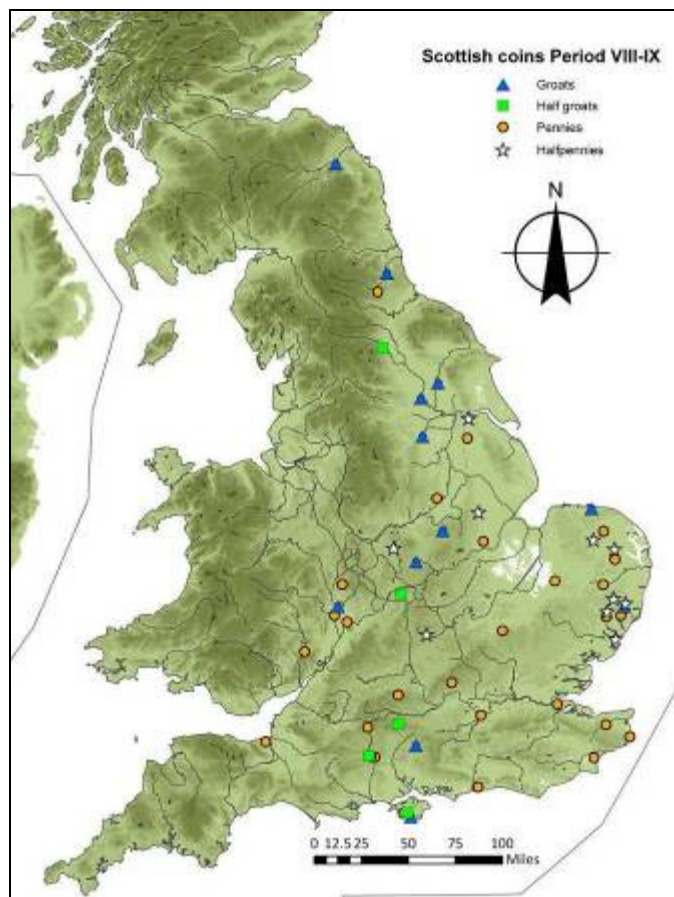 Scottish coins Period VIII-IX
Groats
Half groats
Pennies
Halfpennies
N
0 12.5 25 50 75 100
Miles